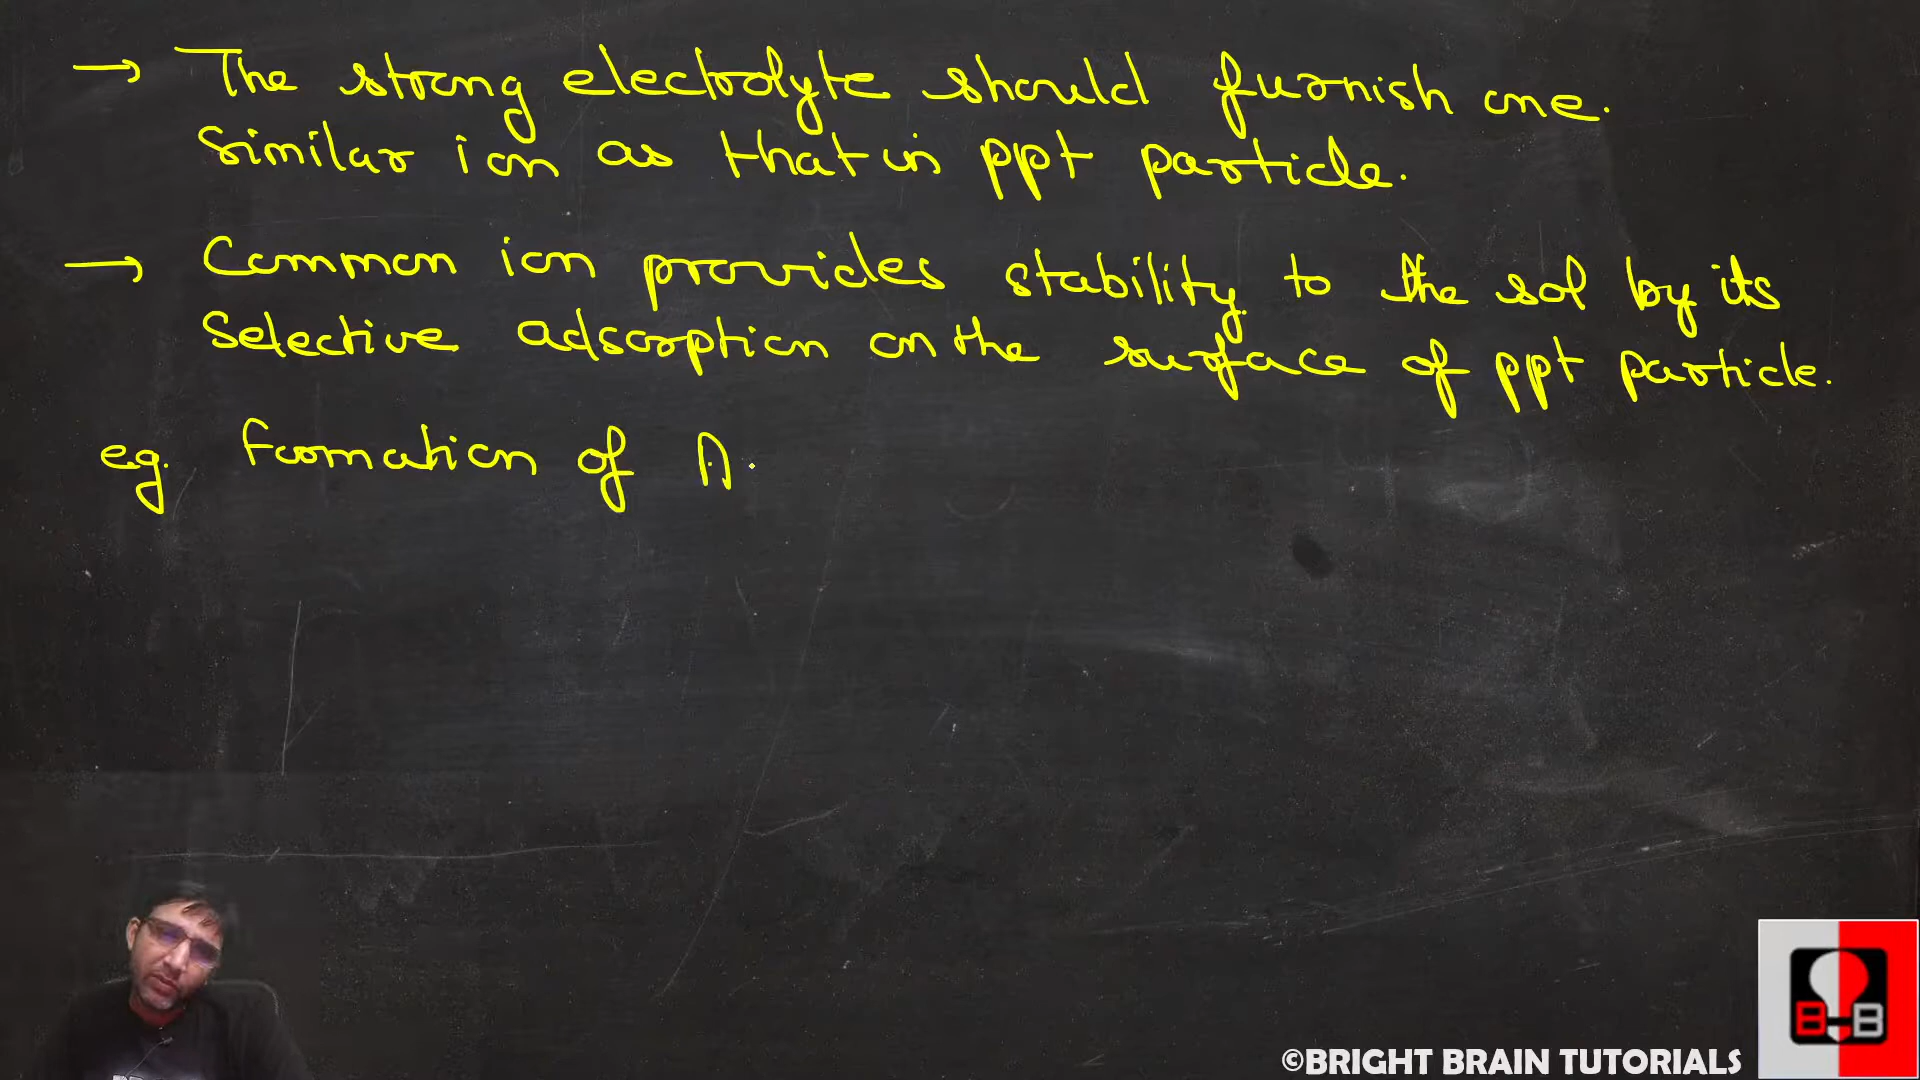 → The strong electrolyte should furnish one.
similar ion as that in ppt particle.
→ Common ion provides stability to the sol by its
selective adsorption on the surface of ppt particle.
eg. Formation of A.
B B
©BRIGHT BRAIN TUTORIALS